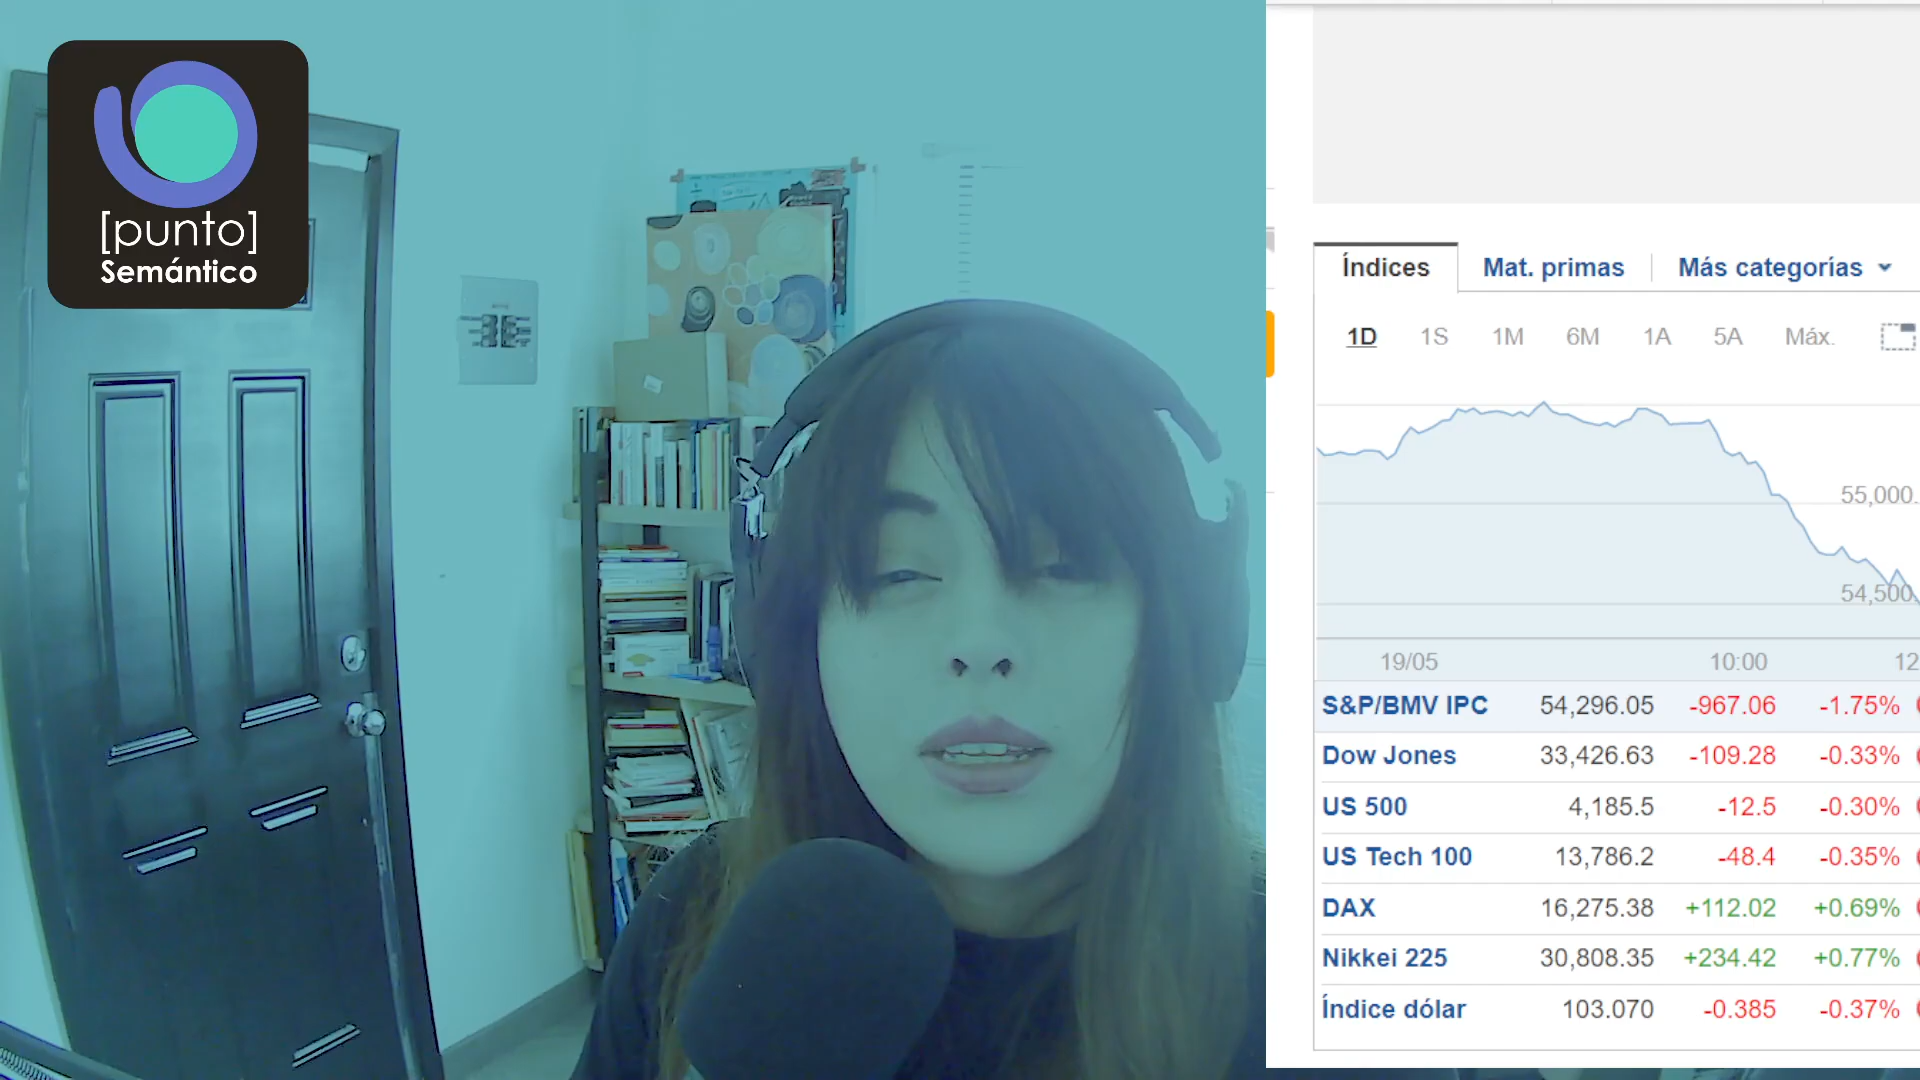 [punto]
Semántico
Índices Mat. primas Más categorías
1D 1S 1M 6M 1A 5A Máx.
55,000.
54,500.
19/05 10:00 12
S&P/BMV IPC 54,296.05 -967.06 -1.75%
Dow Jones 33,426.63 -109.28 -0.33%
US 500 4,185.5 -12.5 -0.30%
US Tech 100 13,786.2 -48.4 -0.35%
DAX 16,275.38 +112.02 +0.69%
Nikkei 225 30,808.35 +234.42 +0.77%
Índice dólar 103.070 -0.385 -0.37%